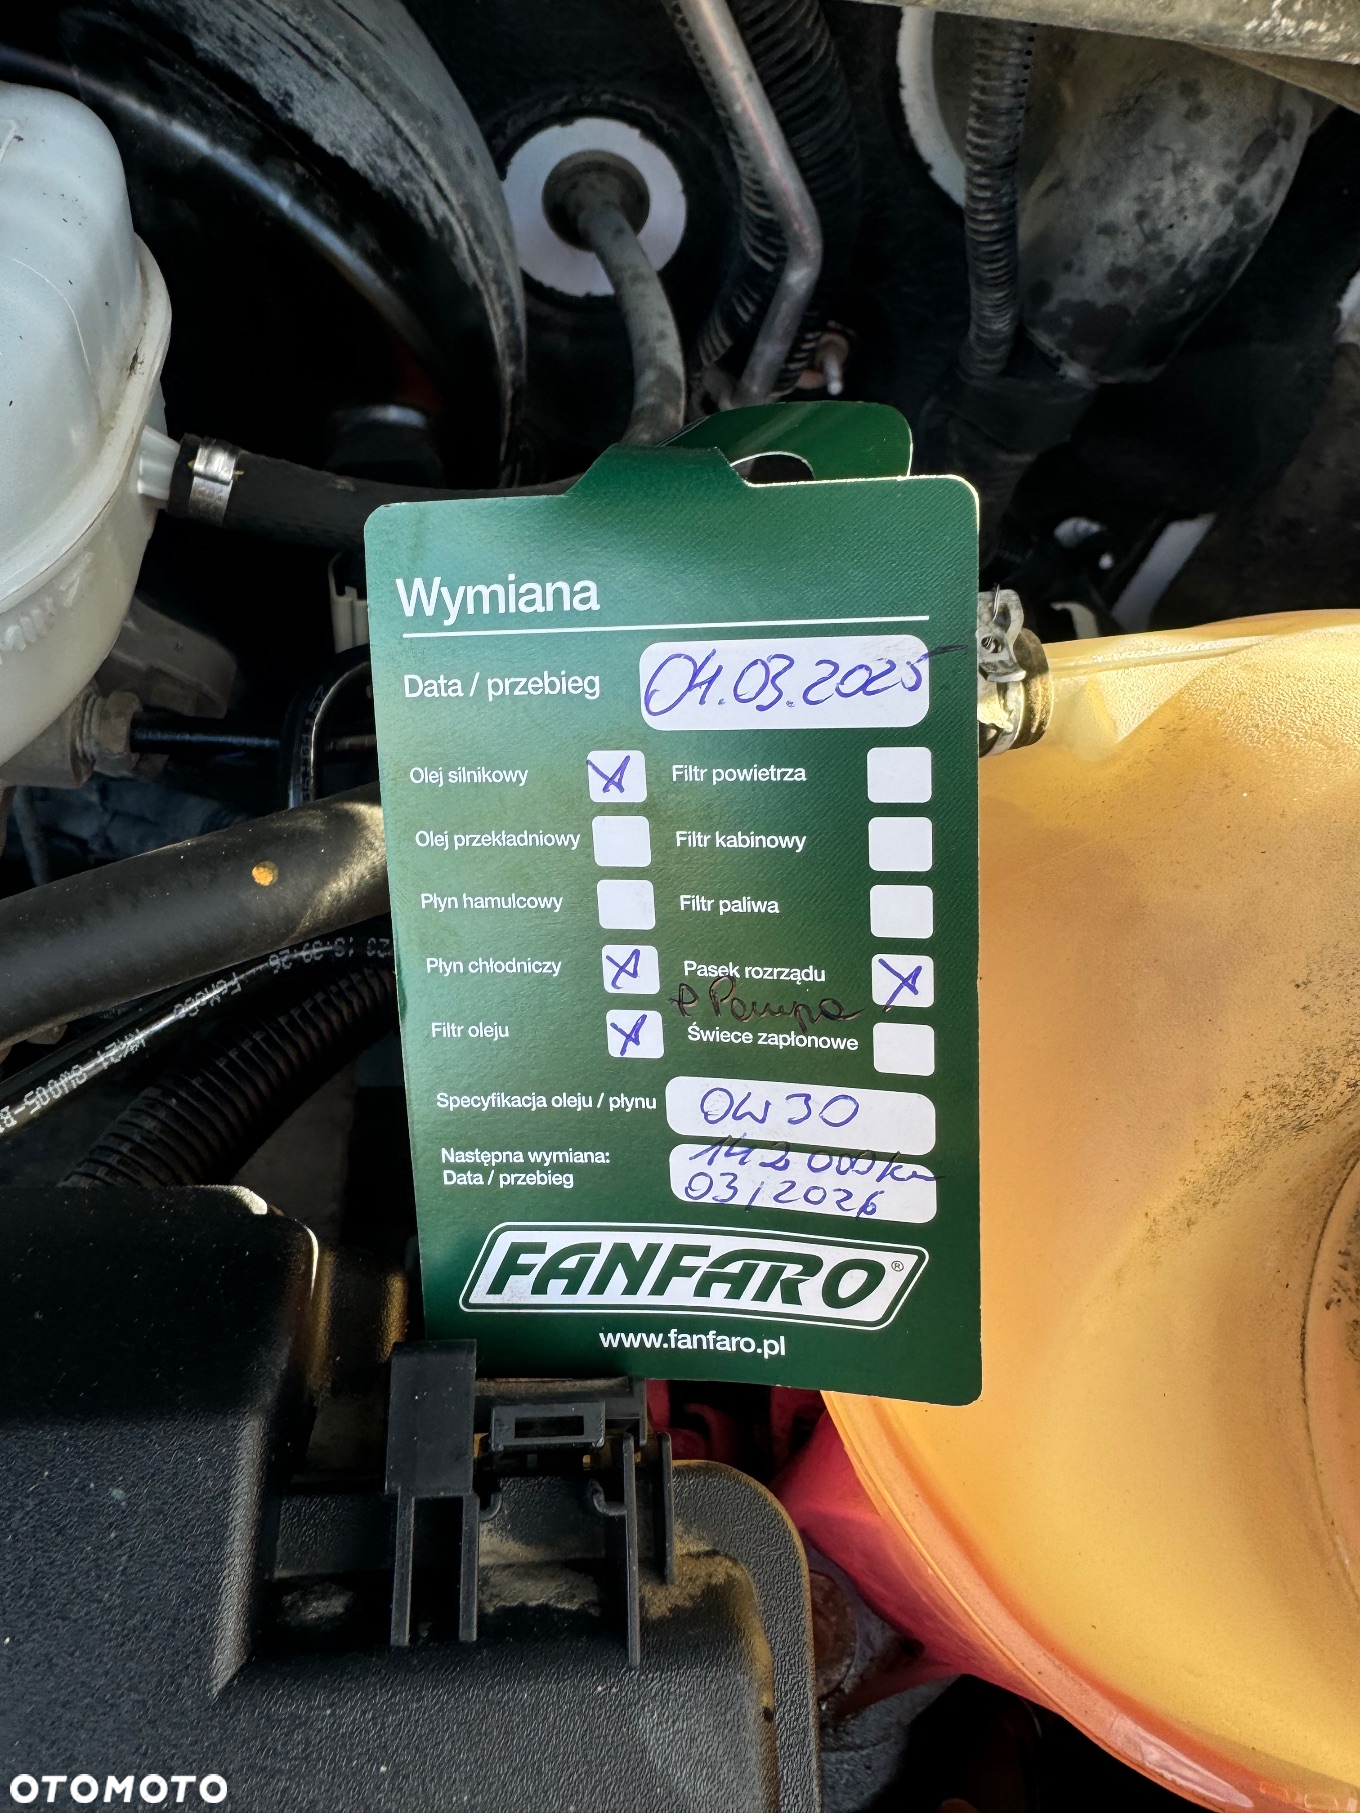 Wymiana
Data / przebieg 04.03.2025
Olej silnikowy X Filtr powietrza
Olej przekładniowy Filtr kabinowy
Płyn hamulcowy Filtr paliwa
Płyn chłodniczy X Pasek rozrządu X
Pompa
Filtr oleju X Świece zapłonowe
Specyfikacja oleju / płynu 0W30
Następna wymiana: 142000 km
Data / przebieg 03/2026
FANFARO®
www.fanfaro.pl
OTOMOTO